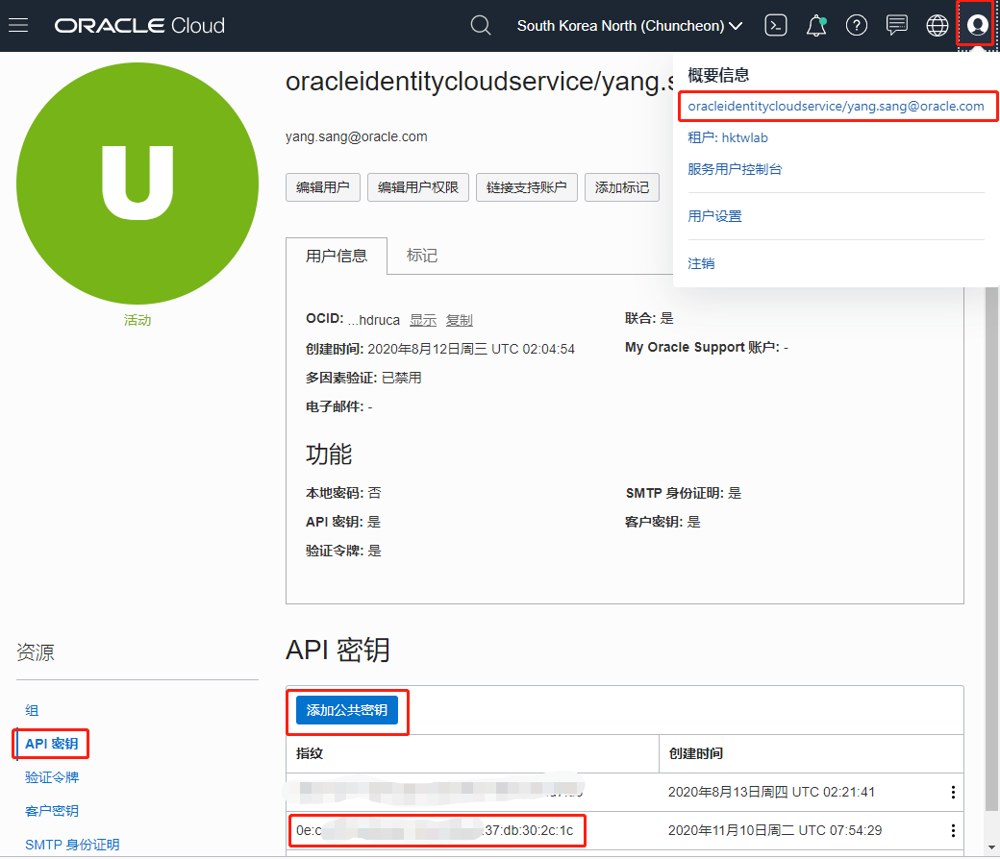 ORACLE Cloud
South Korea North (Chuncheon)
oracleidentitycloudservice/yang.s
yang.sang@oracle.com
编辑用户
编辑用户权限
链接支持账户
添加标记
概要信息
oracleidentitycloudservice/yang.sang@oracle.com
租户: hktwlab
服务用户控制台
用户设置
注销
U
活动
用户信息
标记
OCID: ...hdruca 显示 复制
联合: 是
创建时间: 2020年8月12日周三 UTC 02:04:54
My Oracle Support 账户: -
多因素验证: 已禁用
电子邮件: -
功能
本地密码: 否
SMTP 身份证明: 是
API 密钥: 是
客户密钥: 是
验证令牌: 是
资源
组
API 密钥
验证令牌
客户密钥
SMTP 身份证明
API 密钥
添加公共密钥
指纹
创建时间
2020年8月13日周四 UTC 02:21:41
0e:c
:37:db:30:2c:1c
2020年11月10日周二 UTC 07:54:29